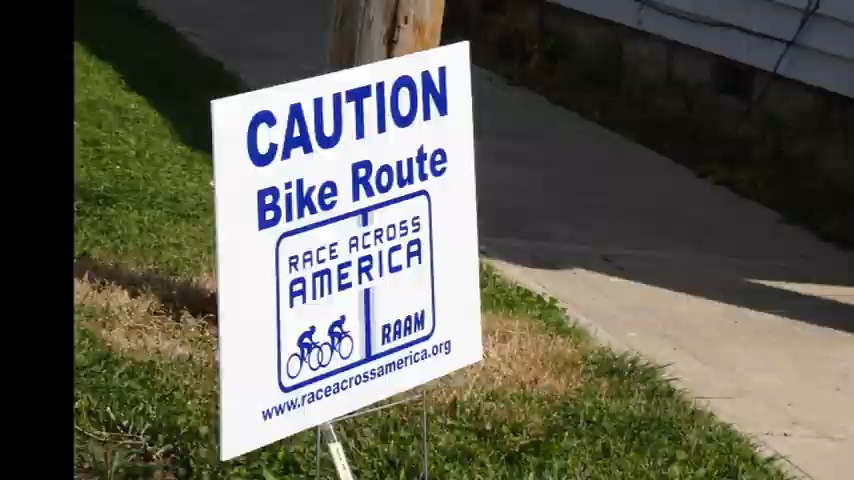 CAUTION
Bike Route
RACE ACROSS
AMERICA
RAAM
www.raceacrossamerica.org